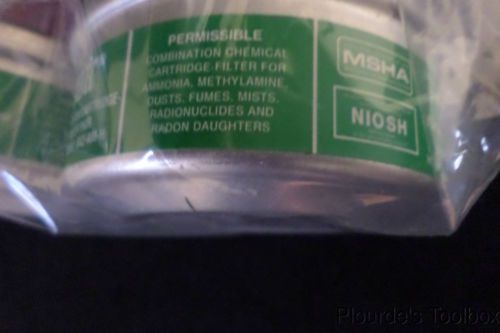 PERMISSIBLE
COMBINATION CHEMICAL
CARTRIDGE-FILTER FOR
AMMONIA, METHYLAMINE
DUSTS, FUMES, MISTS,
RADIONUCLIDES AND
RADON DAUGHTERS
MSHA
NIOSH
Plourde's Toolbox